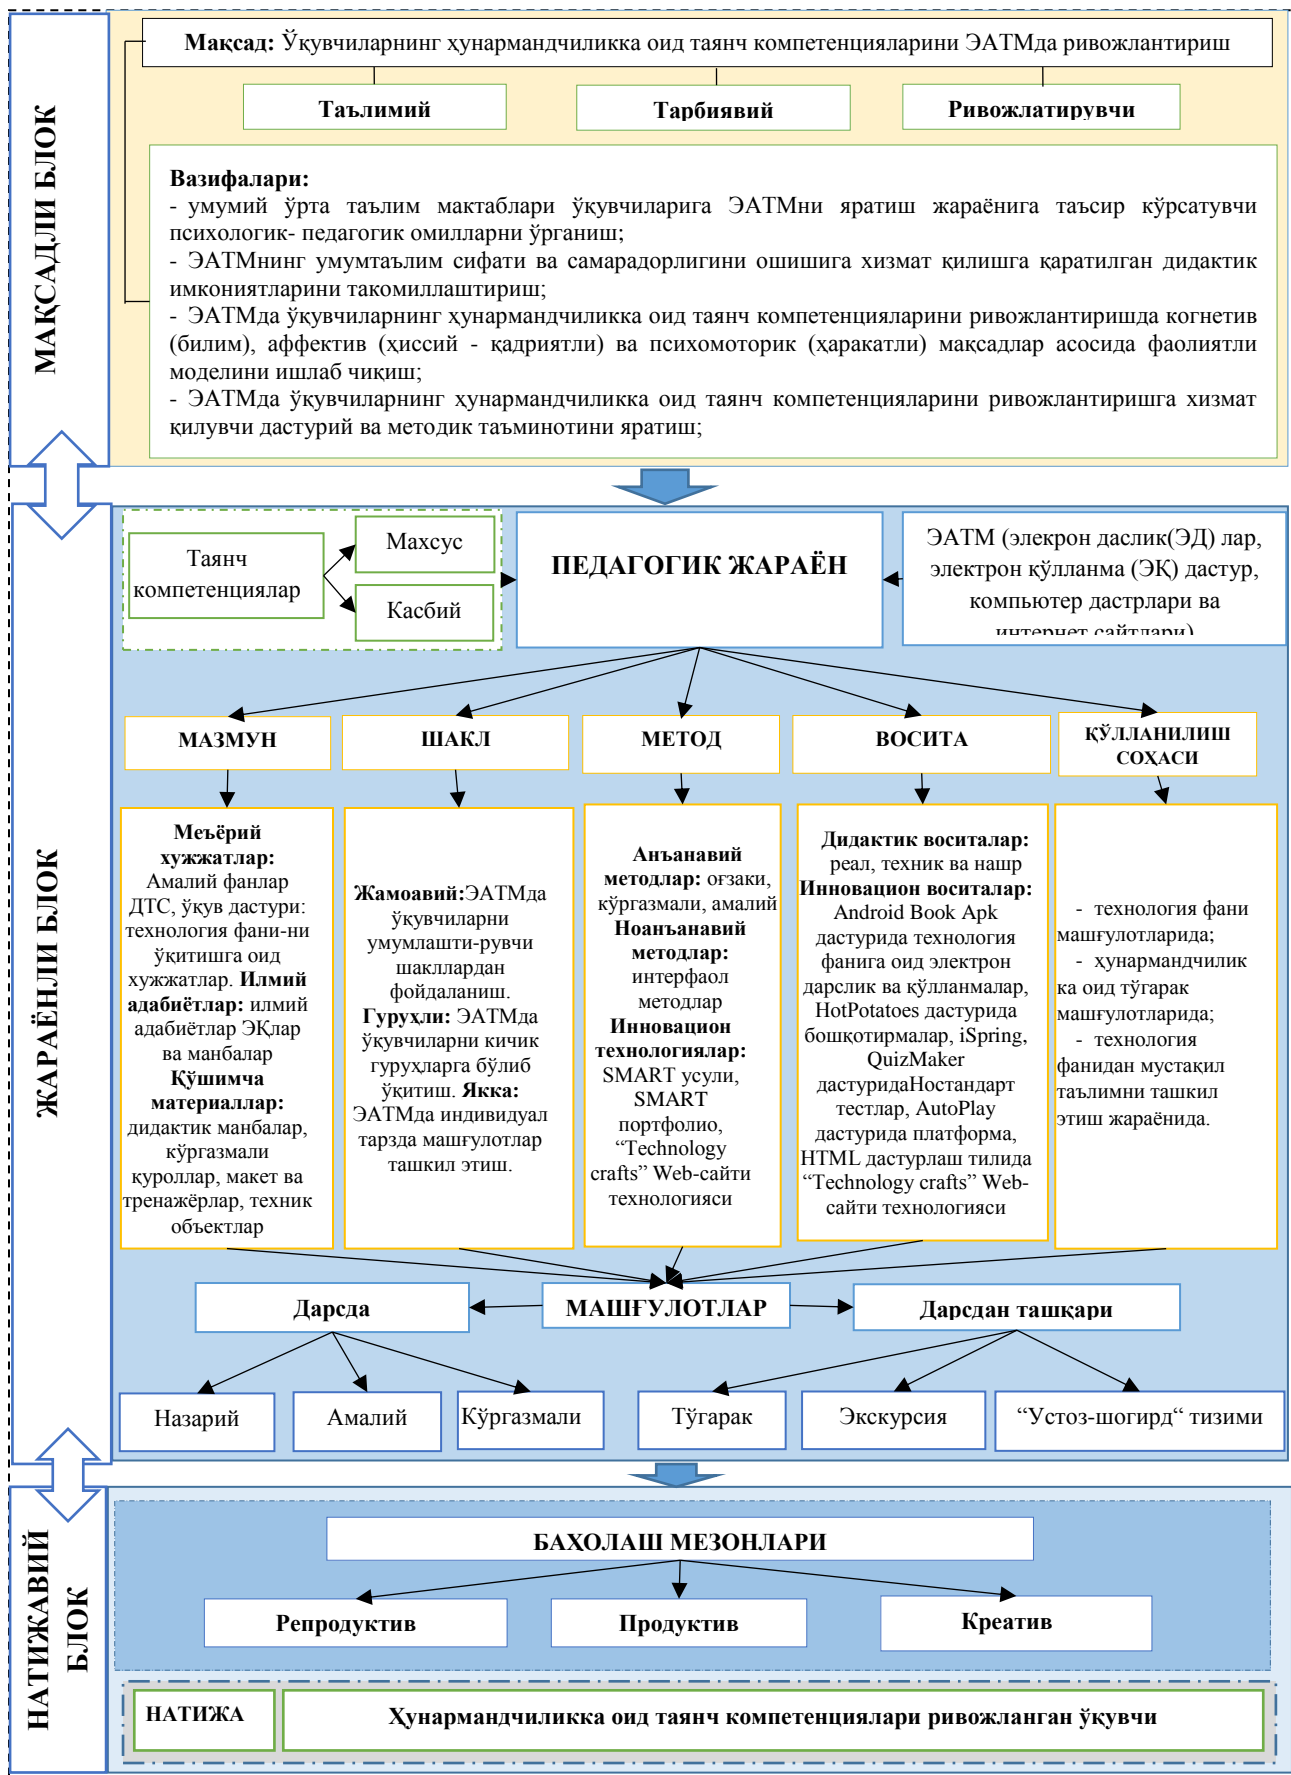 МАҚСАДЛИ БЛОК
Мақсад: Ўқувчиларнинг ҳунармандчиликка оид таянч компетенцияларини ЭАТМда ривожлантириш
Таълимий
Тарбиявий
Ривожлатирувчи
Вазифалари:
- умумий ўрта таълим мактаблари ўқувчиларига ЭАТМни яратиш жараёнига таъсир кўрсатувчи
психологик- педагогик омилларни ўрганиш;
- ЭАТМнинг умумтаълим сифати ва самарадорлигини ошишига хизмат қилишга қаратилган дидактик
имкониятларини такомиллаштириш;
- ЭАТМда ўқувчиларнинг ҳунармандчиликка оид таянч компетенцияларини ривожлантиришда когнетив
(билим), аффектив (ҳиссий - қадриятли) ва психомоторик (ҳаракатли) мақсадлар асосида фаолиятли
моделини ишлаб чиқиш;
- ЭАТМда ўқувчиларнинг ҳунармандчиликка оид таянч компетенцияларини ривожлантиришга хизмат
қилувчи дастурий ва методик таъминотини яратиш;
ЖАРАЁНЛИ БЛОК
Таянч
компетенциялар
Махсус
Касбий
ПЕДАГОГИК ЖАРАЁН
ЭАТМ (элекрон даслик(ЭД) лар,
электрон қўлланма (ЭҚ) дастур,
компьютер дастрлари ва
интернет сайтлари)
МАЗМУН
ШАКЛ
МЕТОД
ВОСИТА
ҚЎЛЛАНИЛИШ
СОҲАСИ
Меъёрий
хужжатлар:
Амалий фанлар
ДТС, ўқув дастури:
технология фани-ни
ўқитишга оид
хужжатлар. Илмий
адабиётлар: илмий
адабиётлар ЭҚлар
ва манбалар
Қўшимча
материаллар:
дидактик манбалар,
кўргазмали
қуроллар, макет ва
тренажёрлар, техник
объектлар
Жамоавий:ЭАТМда
ўқувчиларни
умумлашти-рувчи
шакллардан
фойдаланиш.
Гуруҳли: ЭАТМда
ўқувчиларни кичик
гуруҳларга бўлиб
ўқитиш. Якка:
ЭАТМда индивидуал
тарзда машғулотлар
ташкил этиш.
Анъанавий
методлар: оғзаки,
кўргазмали, амалий
Ноанъанавий
методлар:
интерфаол
методлар
Инновацион
технологиялар:
SMART усули,
SMART
портфолио,
“Technology
crafts” Web-сайти
технологияси
Дидактик воситалар:
реал, техник ва нашр
Инновацион воситалар:
Android Book Apk
дастурида технология
фанига оид электрон
дарслик ва қўлланмалар,
HotPotatoes дастурида
бошқотирмалар, iSpring,
QuizMaker
дастуридаНостандарт
тестлар, AutoPlay
дастурида платформа,
HTML дастурлаш тилида
“Technology crafts” Web-
сайти технологияси
- технология фани
машғулотларида;
- ҳунармандчилик
ка оид тўгарак
машғулотларида;
- технология
фанидан мустақил
таълимни ташкил
этиш жараёнида.
Дарсда
МАШҒУЛОТЛАР
Дарсдан ташқари
Назарий
Амалий
Кўргазмали
Тўгарак
Экскурсия
“Устоз-шогирд“ тизими
НАТИЖАВИЙ
БЛОК
БАХОЛАШ МЕЗОНЛАРИ
Репродуктив
Продуктив
Креатив
НАТИЖА
Ҳунармандчиликка оид таянч компетенциялари ривожланган ўқувчи